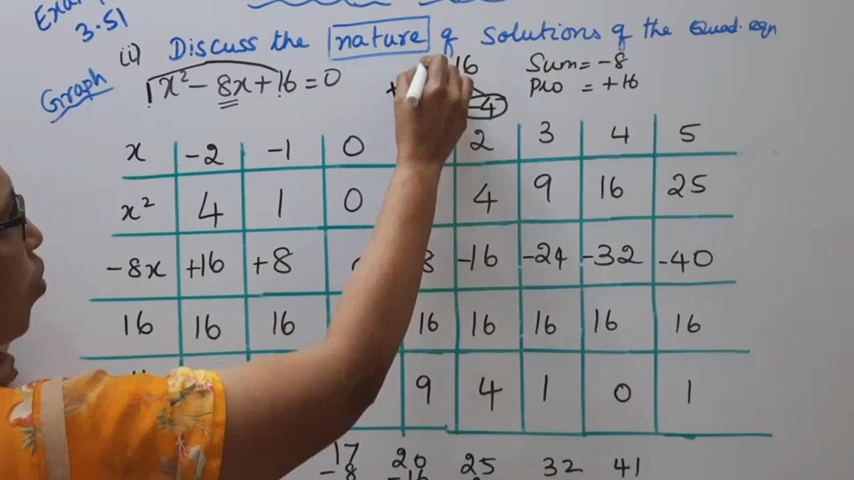 Exam
3.51
(ii) Discuss the nature of solutions of the Quad. eqn
Graph x² - 8x + 16 = 0
16 Sum = -8
+ 4 pro = +16
x -2 -1 0 2 3 4 5
x² 4 1 0 4 9 16 25
-8x +16 +8 8 -16 -24 -32 -40
16 16 16 16 16 16 16 16
9 4 1 0 1
17 20 25 32 41
-8 -16